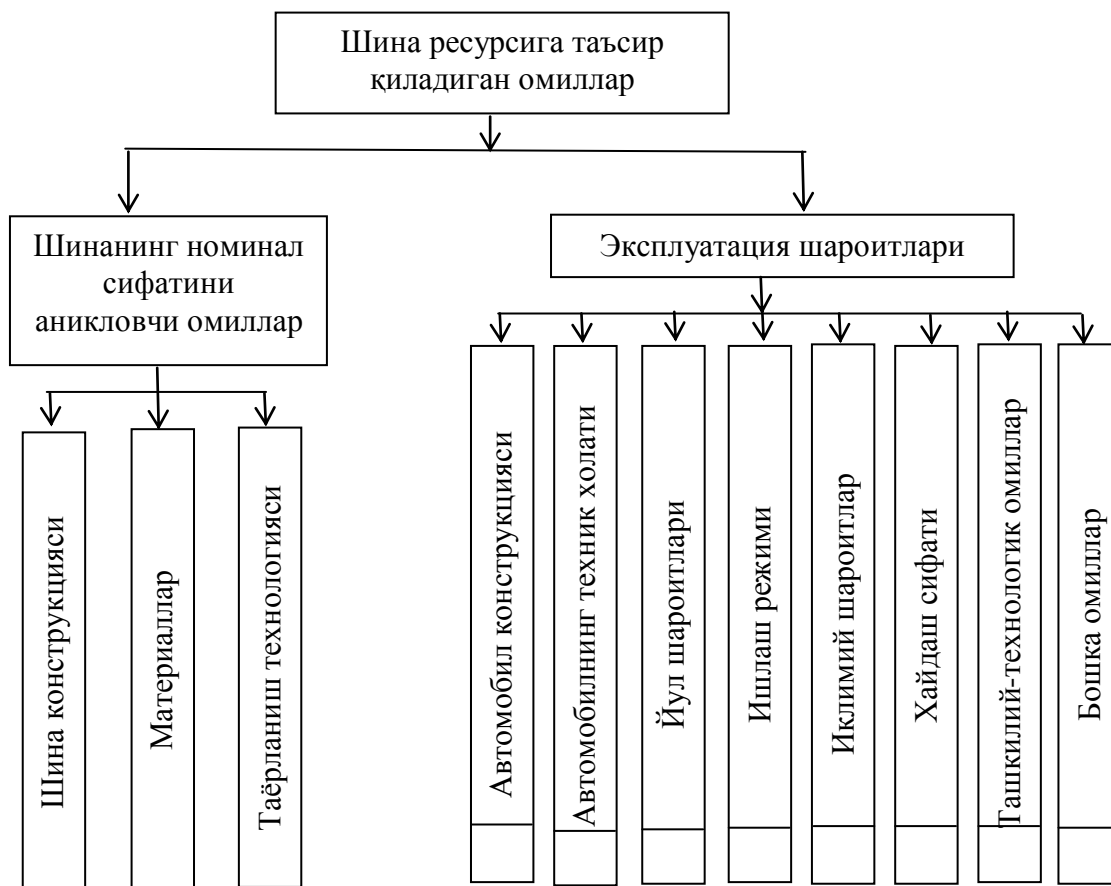 Шина ресурсига таъсир
қиладиган омиллар
Шинанинг номинал
сифатини
аникловчи омиллар
Эксплуатация шароитлари
Шина конструкцияси
Материаллар
Таёрланиш технологияси
Автомобил конструкцияси
Автомобилнинг техник холати
Йул шароитлари
Ишлаш режими
Иклимий шароитлар
Хайдаш сифати
Ташкилий-технологик омиллар
Бошка омиллар